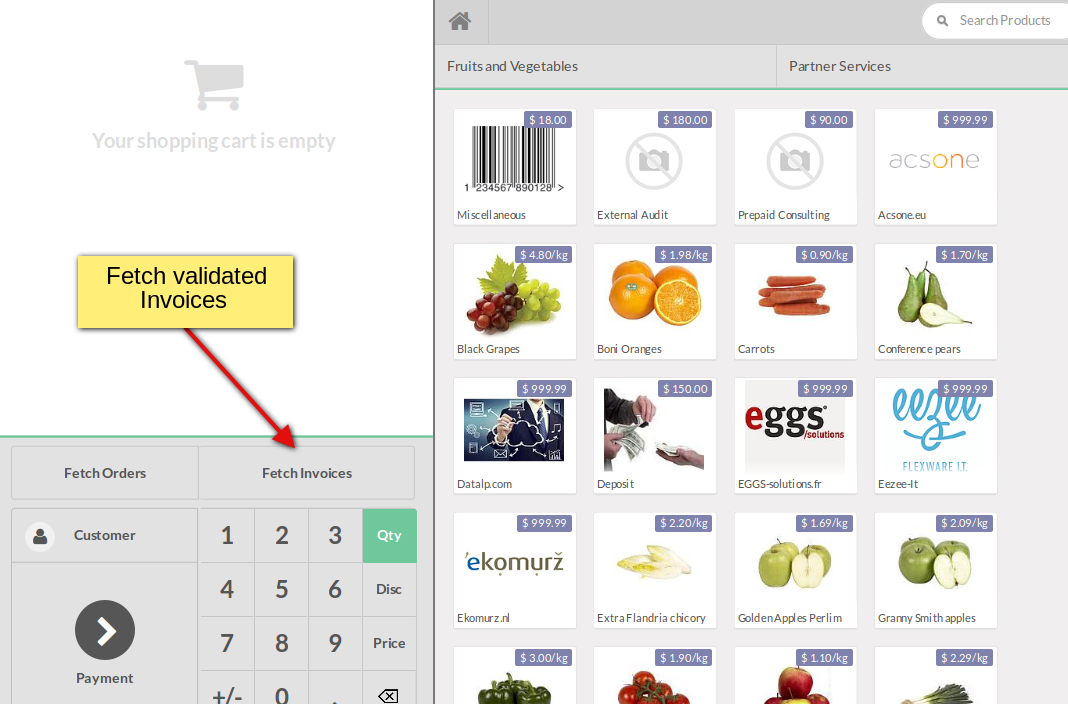 Search Products
Fruits and Vegetables
Partner Services
Your shopping cart is empty
Fetch validated
Invoices
Fetch Orders
Fetch Invoices
Customer
1 2 3 Qty
4 5 6 Disc
7 8 9 Price
+/- 0 .
Payment
$ 18.00
1 234567 890128 >
Miscellaneous
$ 180.00
External Audit
$ 90.00
Prepaid Consulting
$ 999.99
acsone
Acsone.eu
$ 4.80/kg
Black Grapes
$ 1.98/kg
Boni Oranges
$ 0.90/kg
Carrots
$ 1.70/kg
Conference pears
$ 999.99
Datalp.com
$ 150.00
Deposit
$ 999.99
eggs
/solutions
EGGS-solutions.fr
$ 999.99
eezee
FLEXWARE I.T.
Eezee-It
$ 999.99
'ekomurž
Ekomurz.nl
$ 2.20/kg
Extra Flandria chicory
$ 1.69/kg
Golden Apples Perlim
$ 2.09/kg
Granny Smith apples
$ 3.00/kg
$ 1.90/kg
$ 1.10/kg
$ 2.29/kg